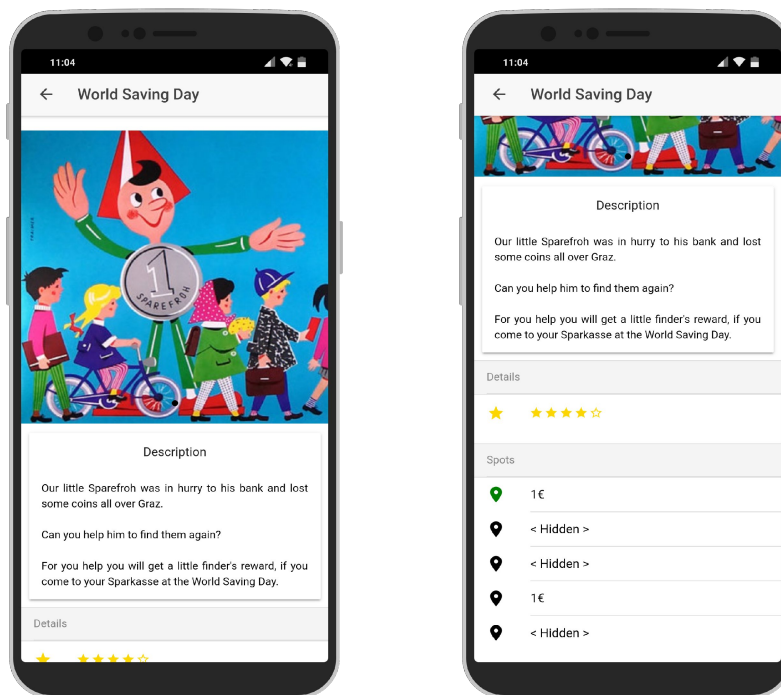 11:04
World Saving Day
TRAIMER
1
SPAREFROH
Description
Our little Sparefroh was in hurry to his bank and lost
some coins all over Graz.
Can you help him to find them again?
For you help you will get a little finder's reward, if you
come to your Sparkasse at the World Saving Day.
Details
11:04
World Saving Day
Description
Our little Sparefroh was in hurry to his bank and lost
some coins all over Graz.
Can you help him to find them again?
For you help you will get a little finder's reward, if you
come to your Sparkasse at the World Saving Day.
Details
Spots
1€
< Hidden >
< Hidden >
1€
< Hidden >